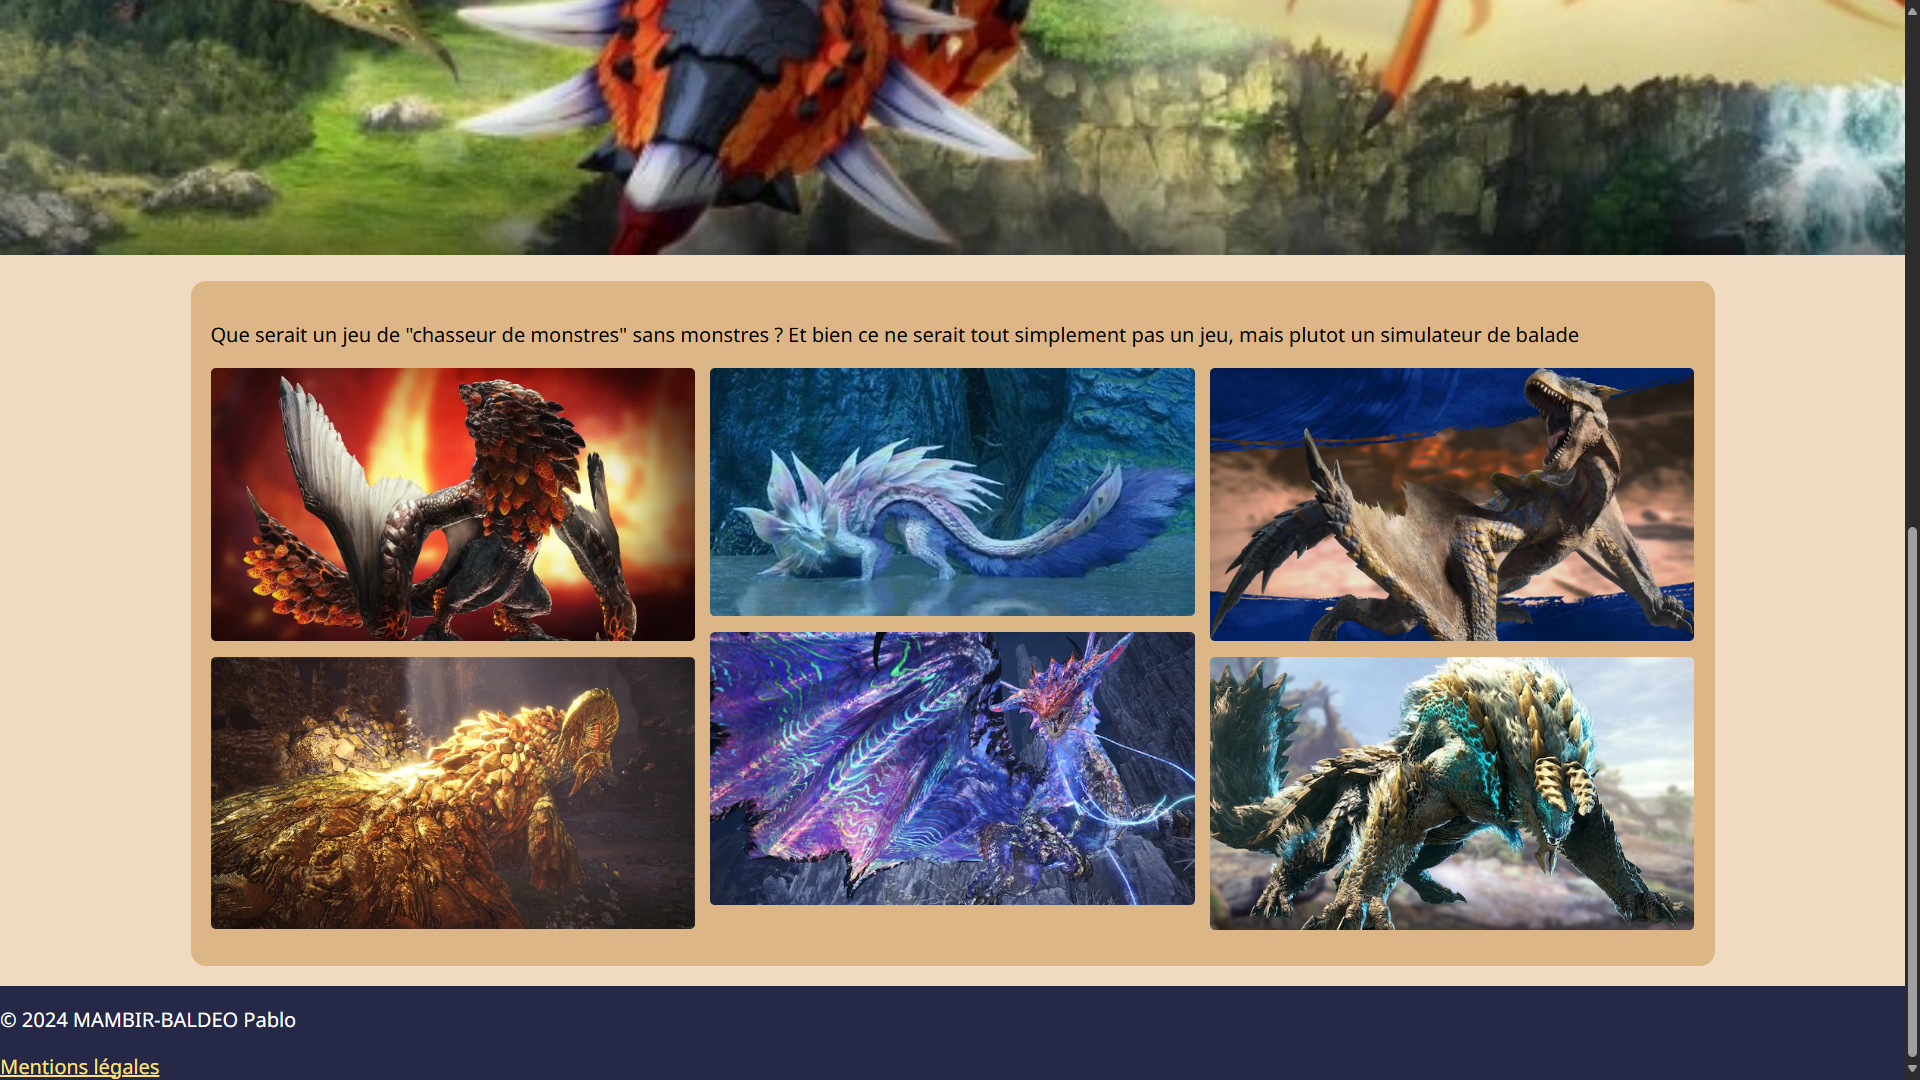 Que serait un jeu de "chasseur de monstres" sans monstres ? Et bien ce ne serait tout simplement pas un jeu, mais plutot un simulateur de balade
© 2024 MAMBIR-BALDEO Pablo
Mentions légales